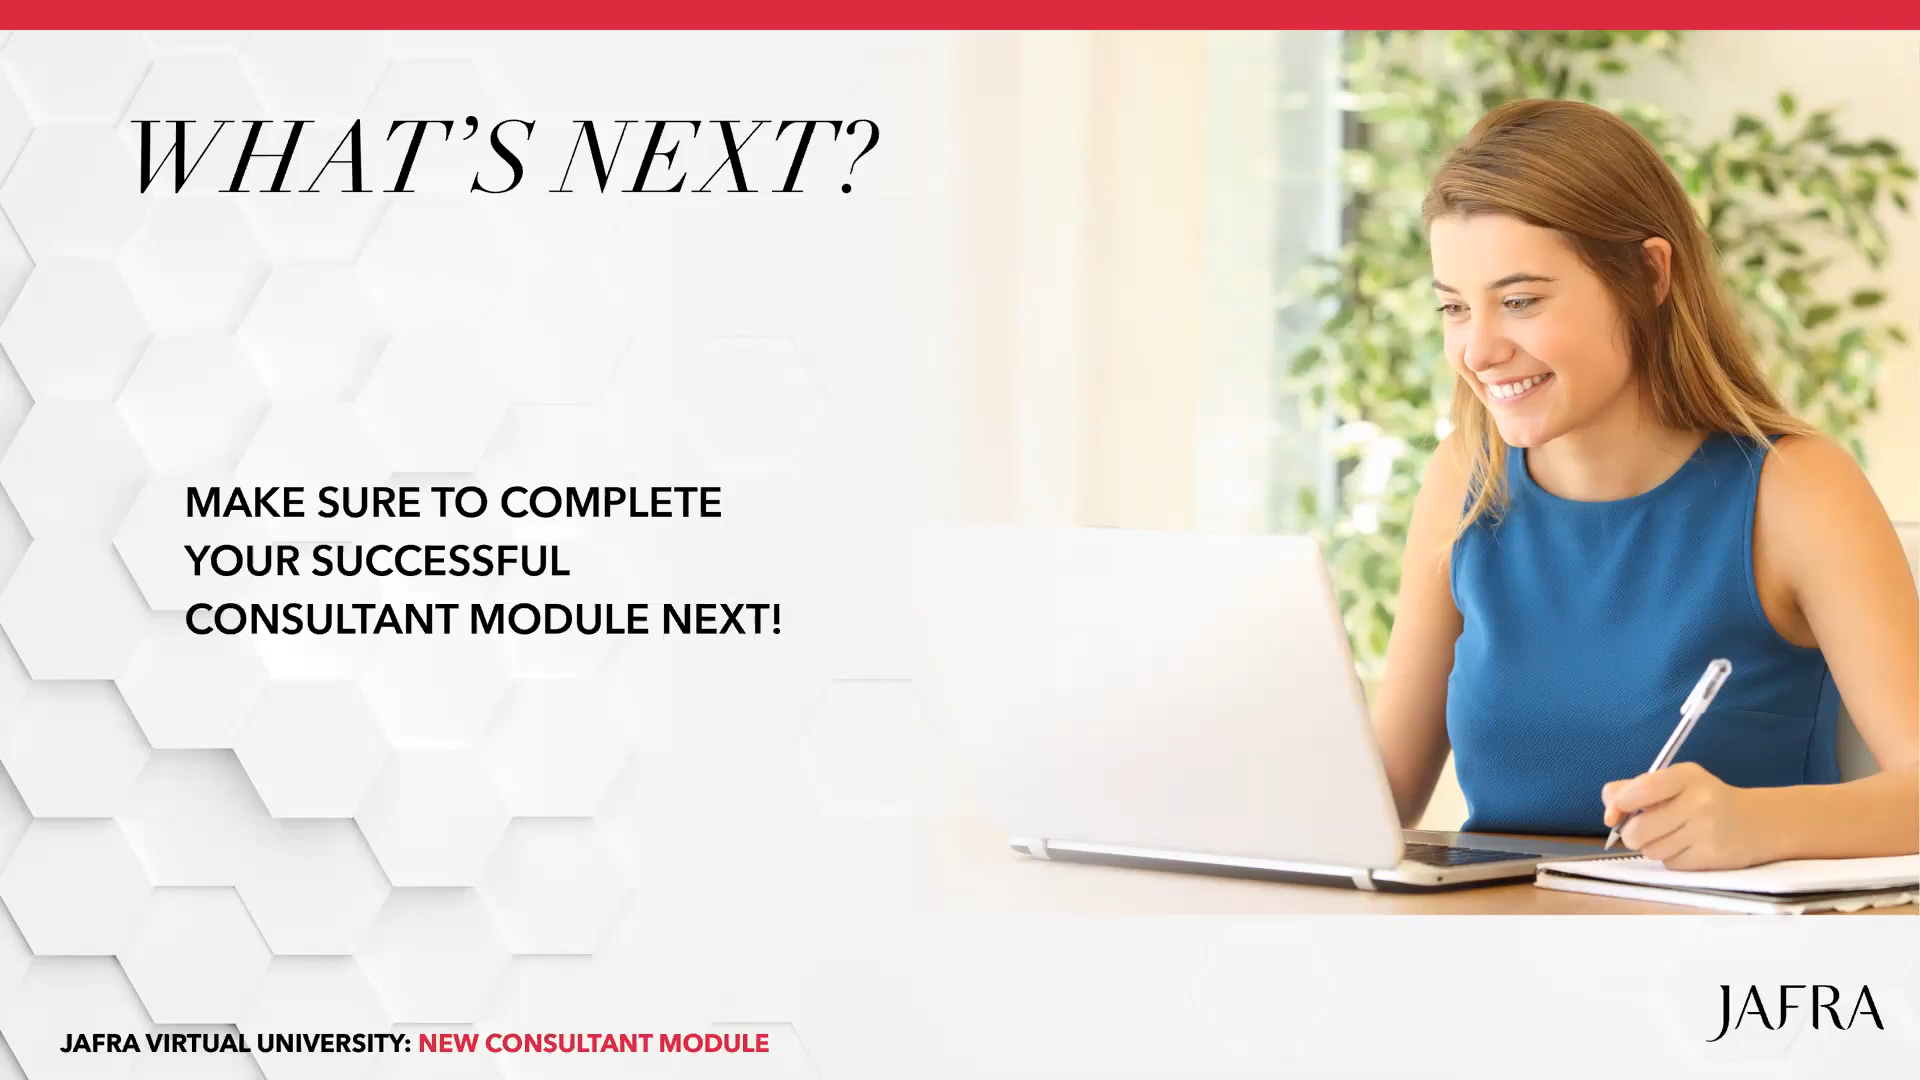 WHAT'S NEXT?
MAKE SURE TO COMPLETE
YOUR SUCCESSFUL
CONSULTANT MODULE NEXT!
JAFRA
JAFRA VIRTUAL UNIVERSITY: NEW CONSULTANT MODULE